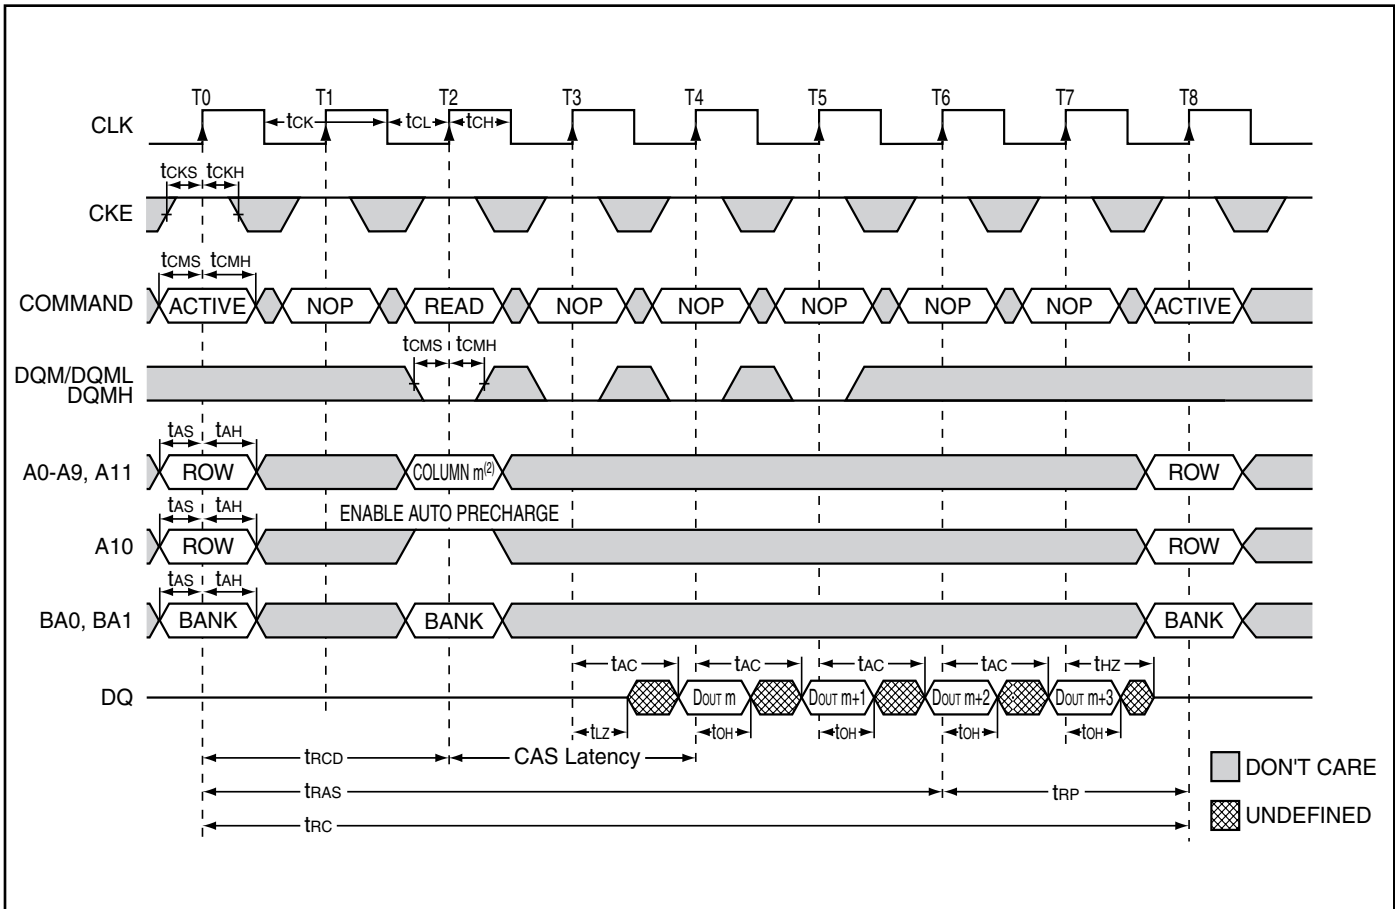 T0 T1 T2 T3 T4 T5 T6 T7 T8
CLK tCK tCL tCH
tCKS tCKH
CKE
tCMS tCMH
COMMAND ACTIVE NOP READ NOP NOP NOP NOP NOP ACTIVE
tCMS tCMH
DQM/DQML
DQMH
tAS tAH
A0-A9, A11 ROW COLUMN m(2) ROW
tAS tAH ENABLE AUTO PRECHARGE
A10 ROW ROW
tAS tAH
BA0, BA1 BANK BANK BANK
tAC tAC tAC tAC tHZ
DQ DOUT m DOUT m+1 DOUT m+2 DOUT m+3
tLZ tOH tOH tOH tOH
tRCD CAS Latency
DON'T CARE
tRAS tRP
UNDEFINED
tRC